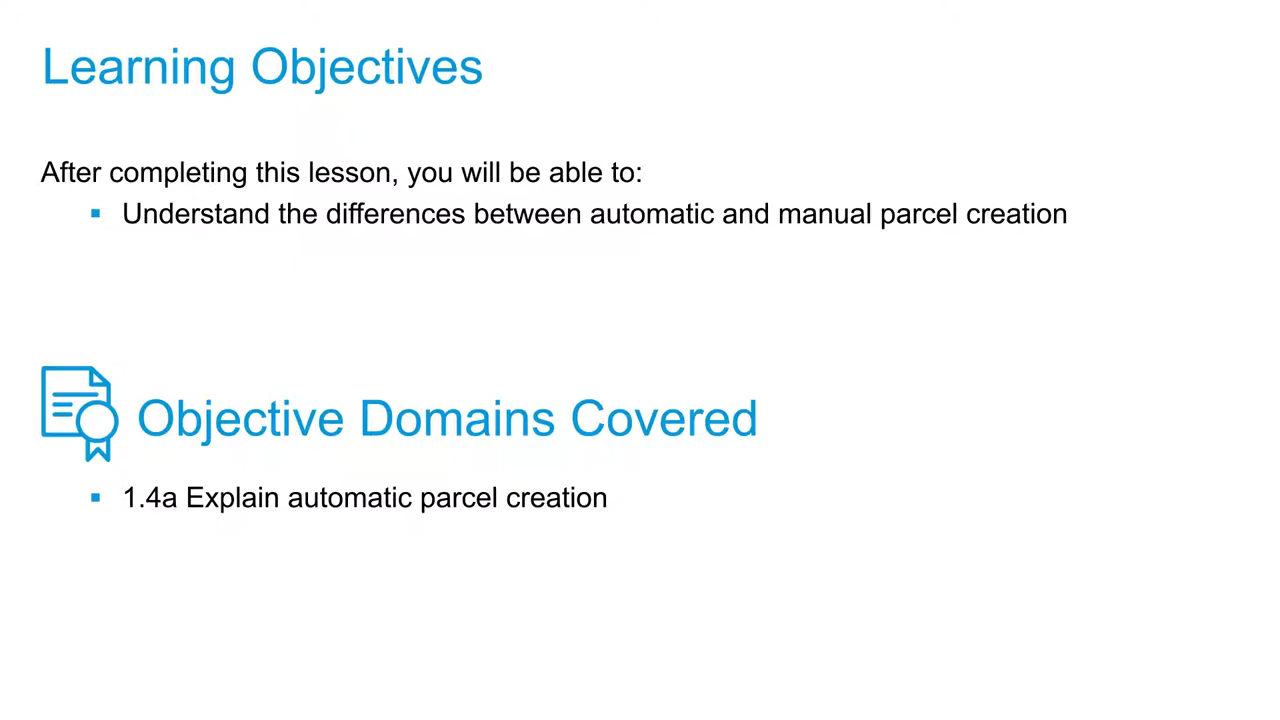 Learning Objectives
After completing this lesson, you will be able to:
Understand the differences between automatic and manual parcel creation
Objective Domains Covered
1.4a Explain automatic parcel creation